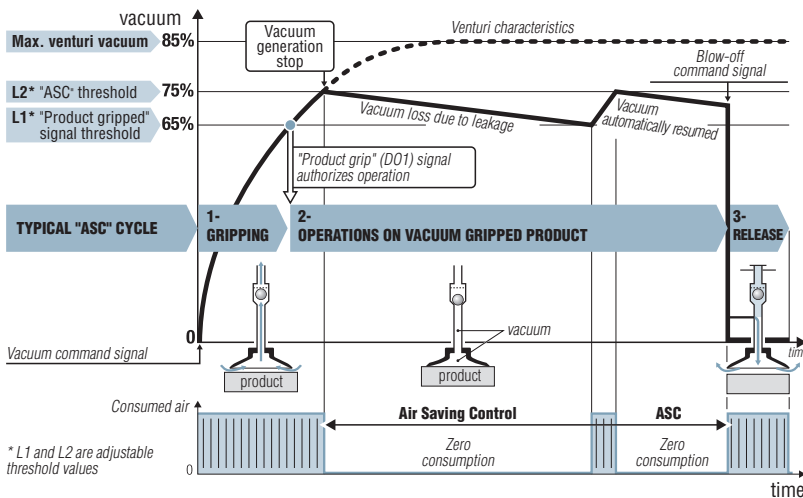 vacuum
Max. venturi vacuum 85%
Vacuum
generation
stop
Venturi characteristics
Blow-off
command signal
L2* "ASC" threshold 75%
L1* "Product gripped" 65%
signal threshold
Vacuum loss due to leakage
Vacuum
automatically resumed
"Product grip" (DO1) signal
authorizes operation
TYPICAL "ASC" CYCLE
1-
GRIPPING
2-
OPERATIONS ON VACUUM GRIPPED PRODUCT
3-
RELEASE
0
Vacuum command signal
vacuum
product
product
time
Consumed air
Air Saving Control
ASC
Zero
consumption
Zero
consumption
* L1 and L2 are adjustable
threshold values
0
time